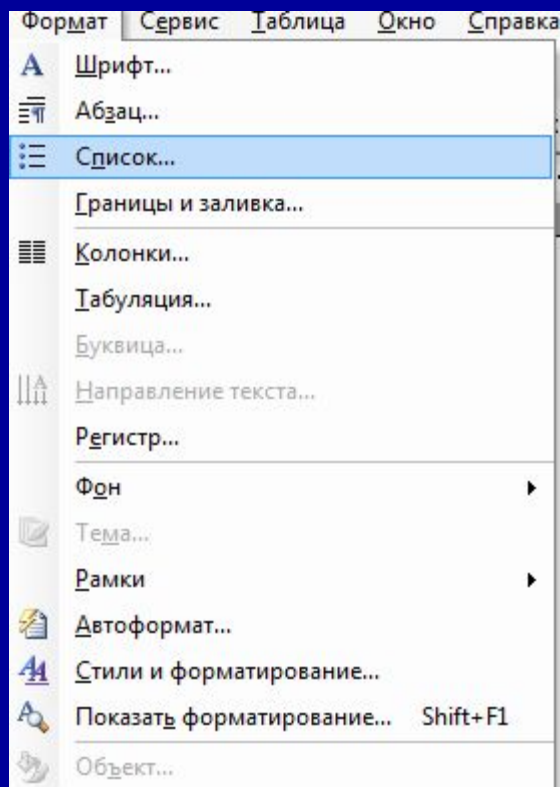 Формат Сервис Таблица Окно Справка
Шрифт...
Абзац...
Список...
Границы и заливка...
Колонки...
Табуляция...
Буквица...
Направление текста...
Регистр...
Фон
Тема...
Рамки
Автоформат...
Стили и форматирование...
Показать форматирование... Shift+F1
Объект...